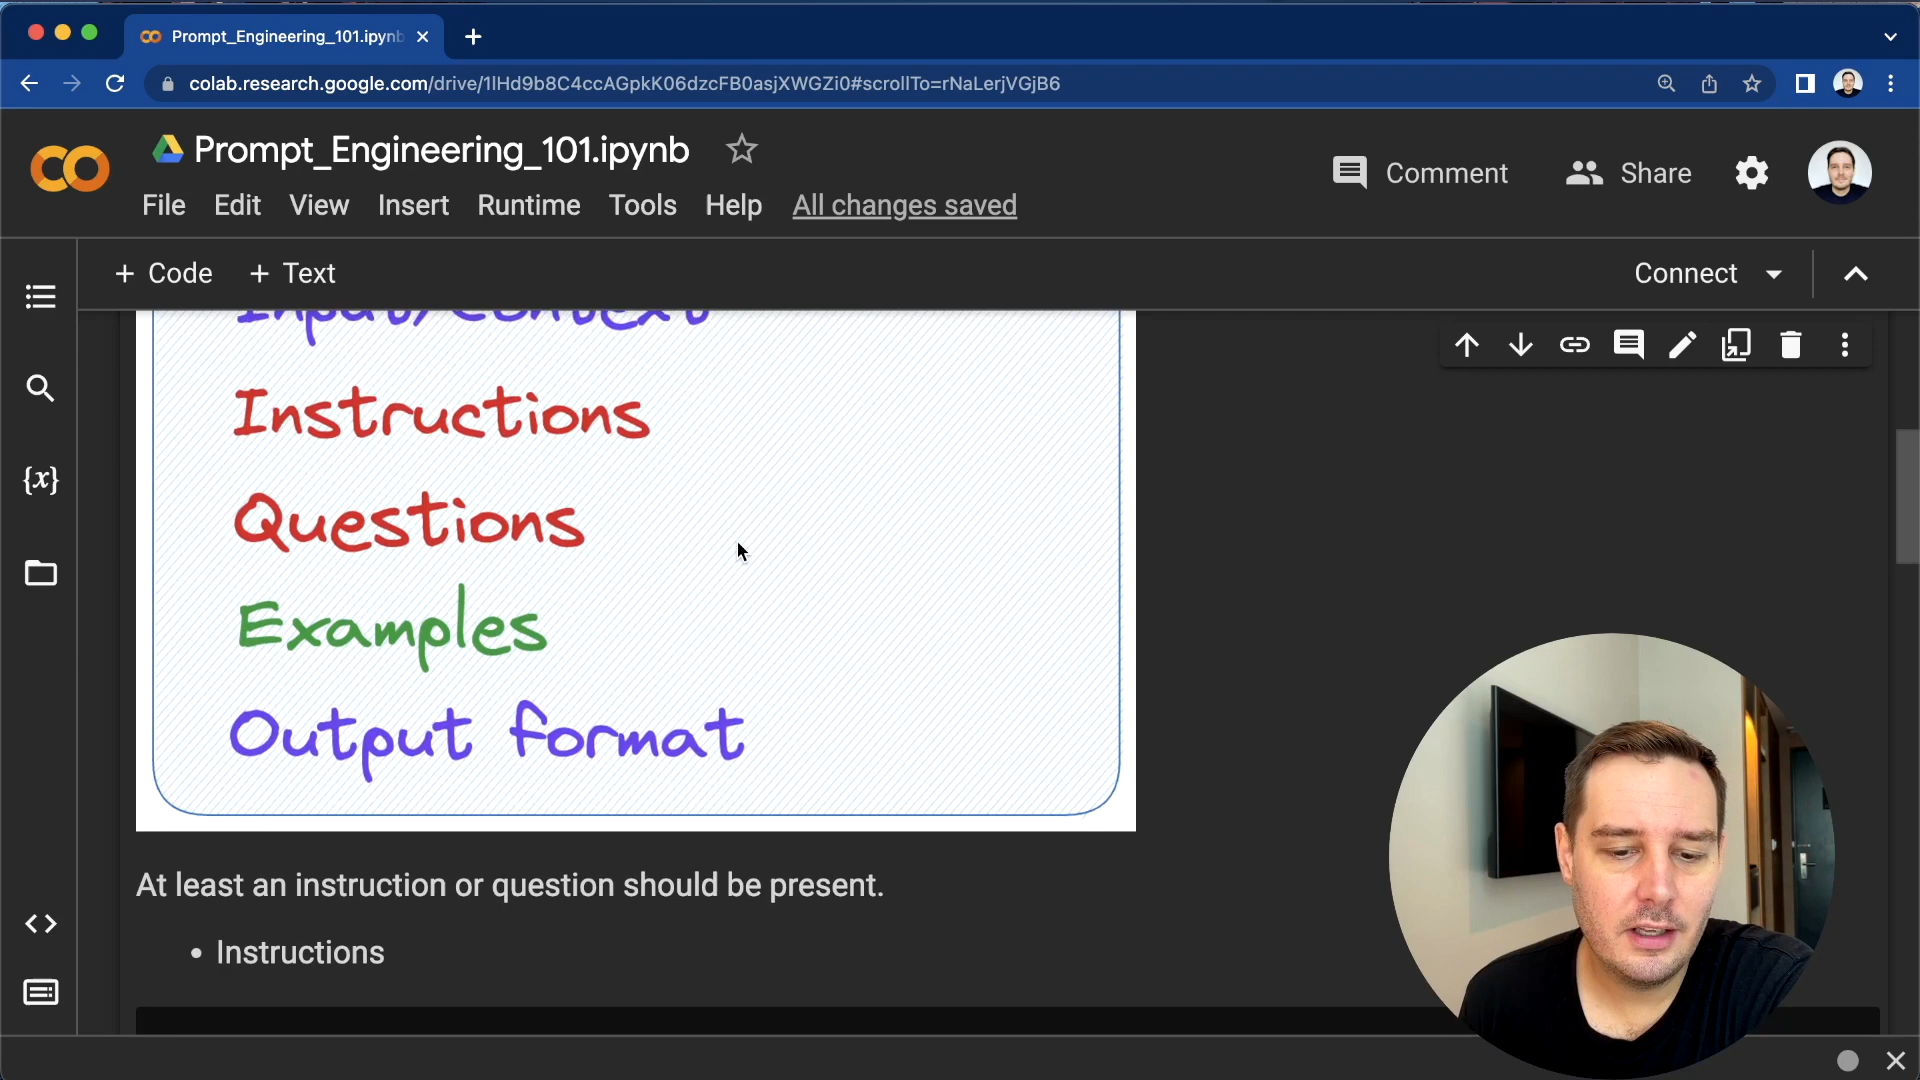 Prompt_Engineering_101.ipynb
colab.research.google.com/drive/1lHd9b8C4ccAGpkK06dzcFB0asjXWGZi0#scrollTo=rNaLerjVGjB6
Prompt_Engineering_101.ipynb
Comment
Share
File Edit View Insert Runtime Tools Help All changes saved
+ Code + Text
Connect
Input/Context
{x}
Instructions
Questions
Examples
Output format
At least an instruction or question should be present.
• Instructions